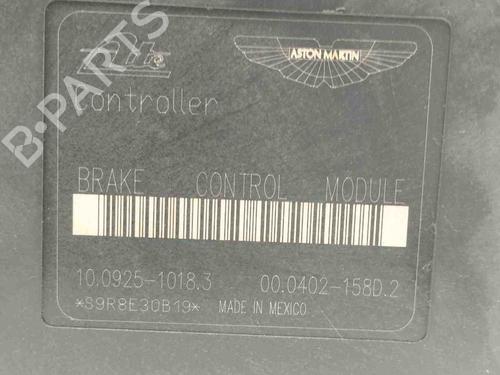 Ate
ASTON MARTIN
Controller
B-PARTS
BRAKE CONTROL MODULE
10.0925-1018.3 00.0402-158D.2
*S9R8E30B19* MADE IN MEXICO